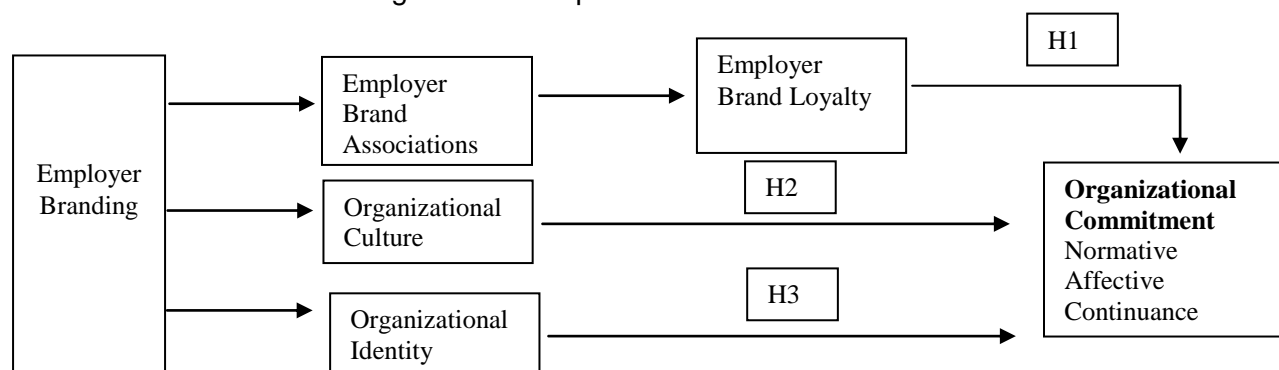 H1
Employer
Brand
Associations
Employer
Brand Loyalty
Employer
Branding
H2
Organizational
Culture
Organizational
Commitment
Normative
Affective
Continuance
H3
Organizational
Identity